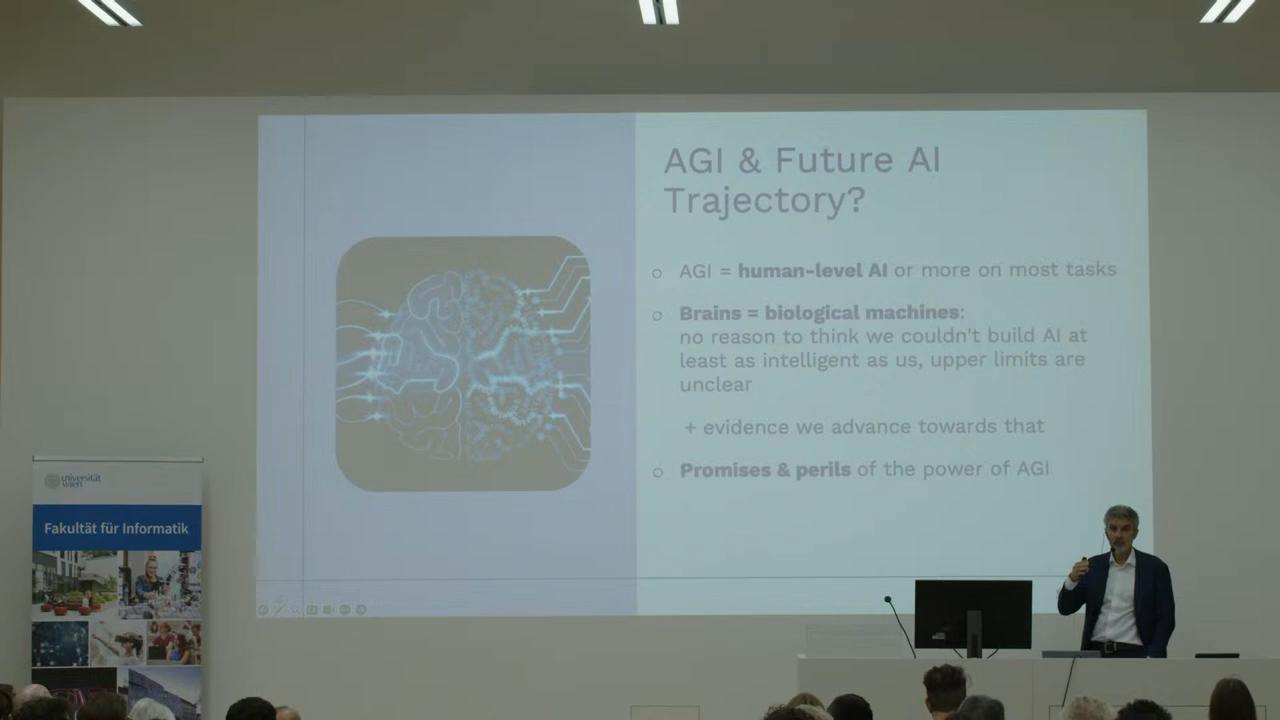 AGI & Future AI
Trajectory?
AGI = human-level AI or more on most tasks
Brains = biological machines:
no reason to think we couldn't build AI at
least as intelligent as us, upper limits are
unclear
+ evidence we advance towards that
Promises & perils of the power of AGI
universität
wien
Fakultät für Informatik